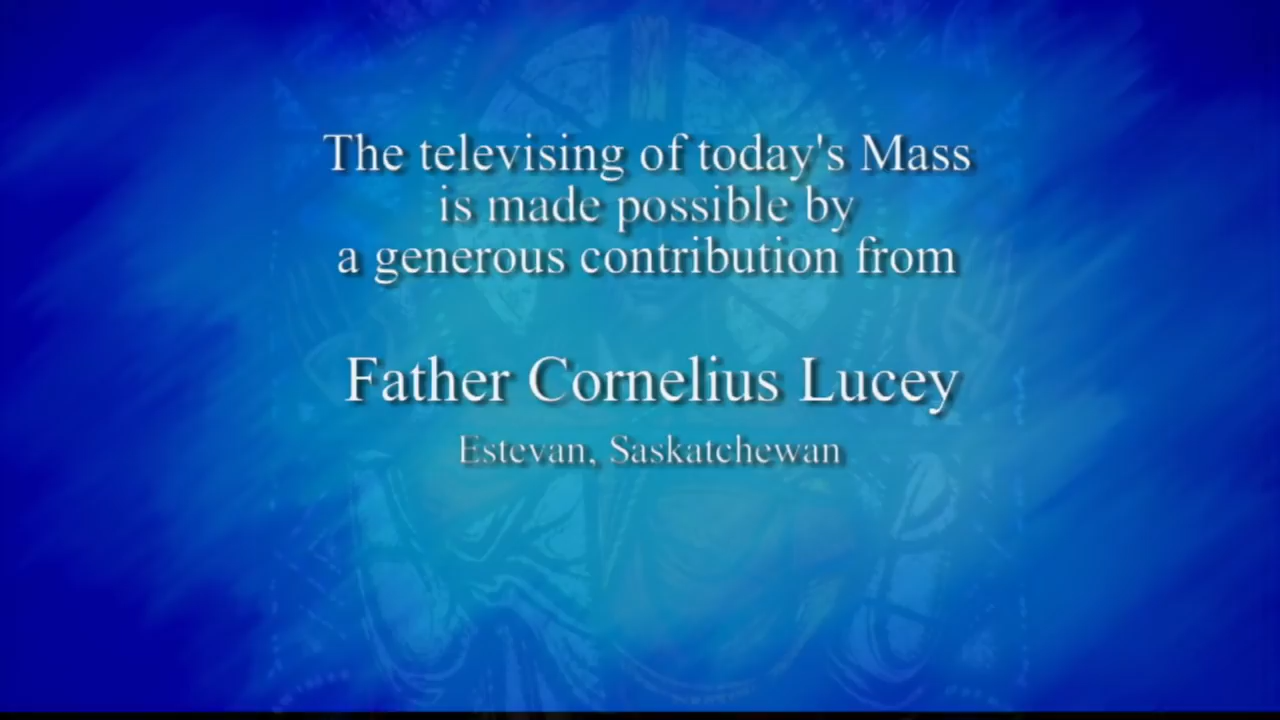 The televising of today's Mass
is made possible by
a generous contribution from
Father Cornelius Lucey
Estevan, Saskatchewan